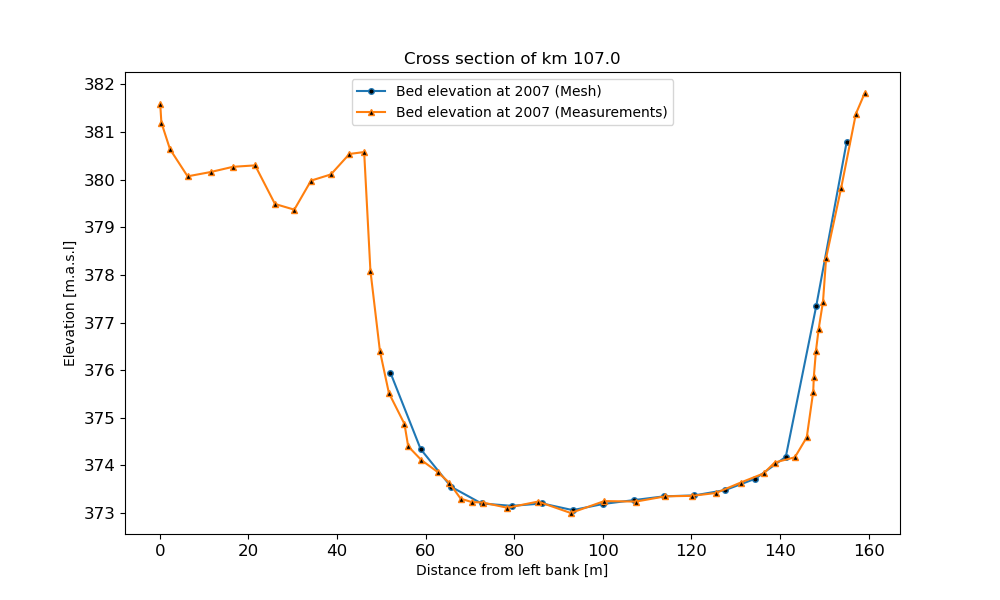 Cross section of km 107.0
Bed elevation at 2007 (Mesh)
Bed elevation at 2007 (Measurements)
382
381
380
379
378
377
376
375
374
373
Elevation [m.a.s.l]
0 20 40 60 80 100 120 140 160
Distance from left bank [m]